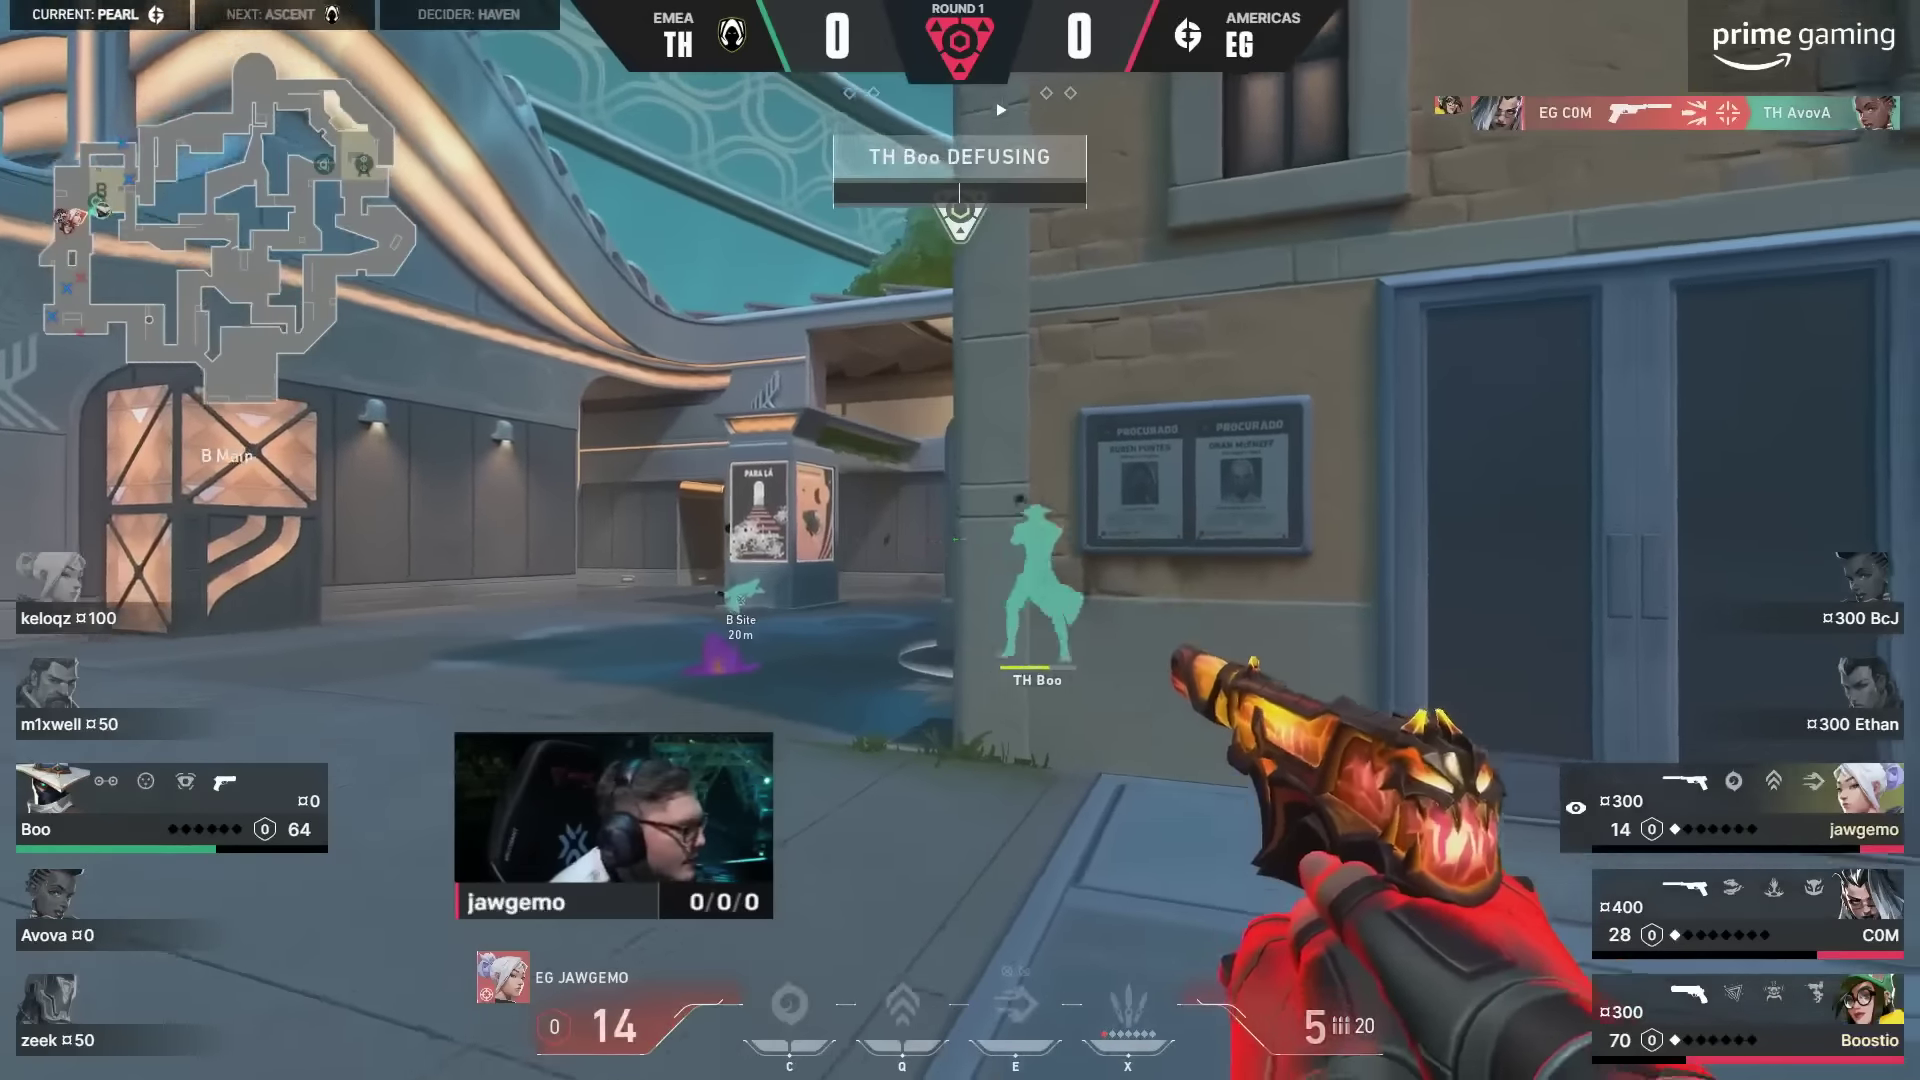 CURRENT: PEARL
NEXT: ASCENT
DECIDER: HAVEN
EMEA
TH
0
ROUND 1
0
AMERICAS
EG
prime gaming
EG C0M
TH AvovA
TH Boo DEFUSING
B
B Main
PROCURADO
PROCURADO
PARA LÁ
B Site
20m
TH Boo
keloqz ¤100
m1xwell ¤50
¤0
Boo
0 64
Avova ¤0
zeek ¤50
¤300 BcJ
¤300 Ethan
¤300
14 0
jawgemo
¤400
28 0
C0M
¤300
70 0
Boostio
jawgemo
0/0/0
EG JAWGEMO
0
14
5
20
C
Q
E
X